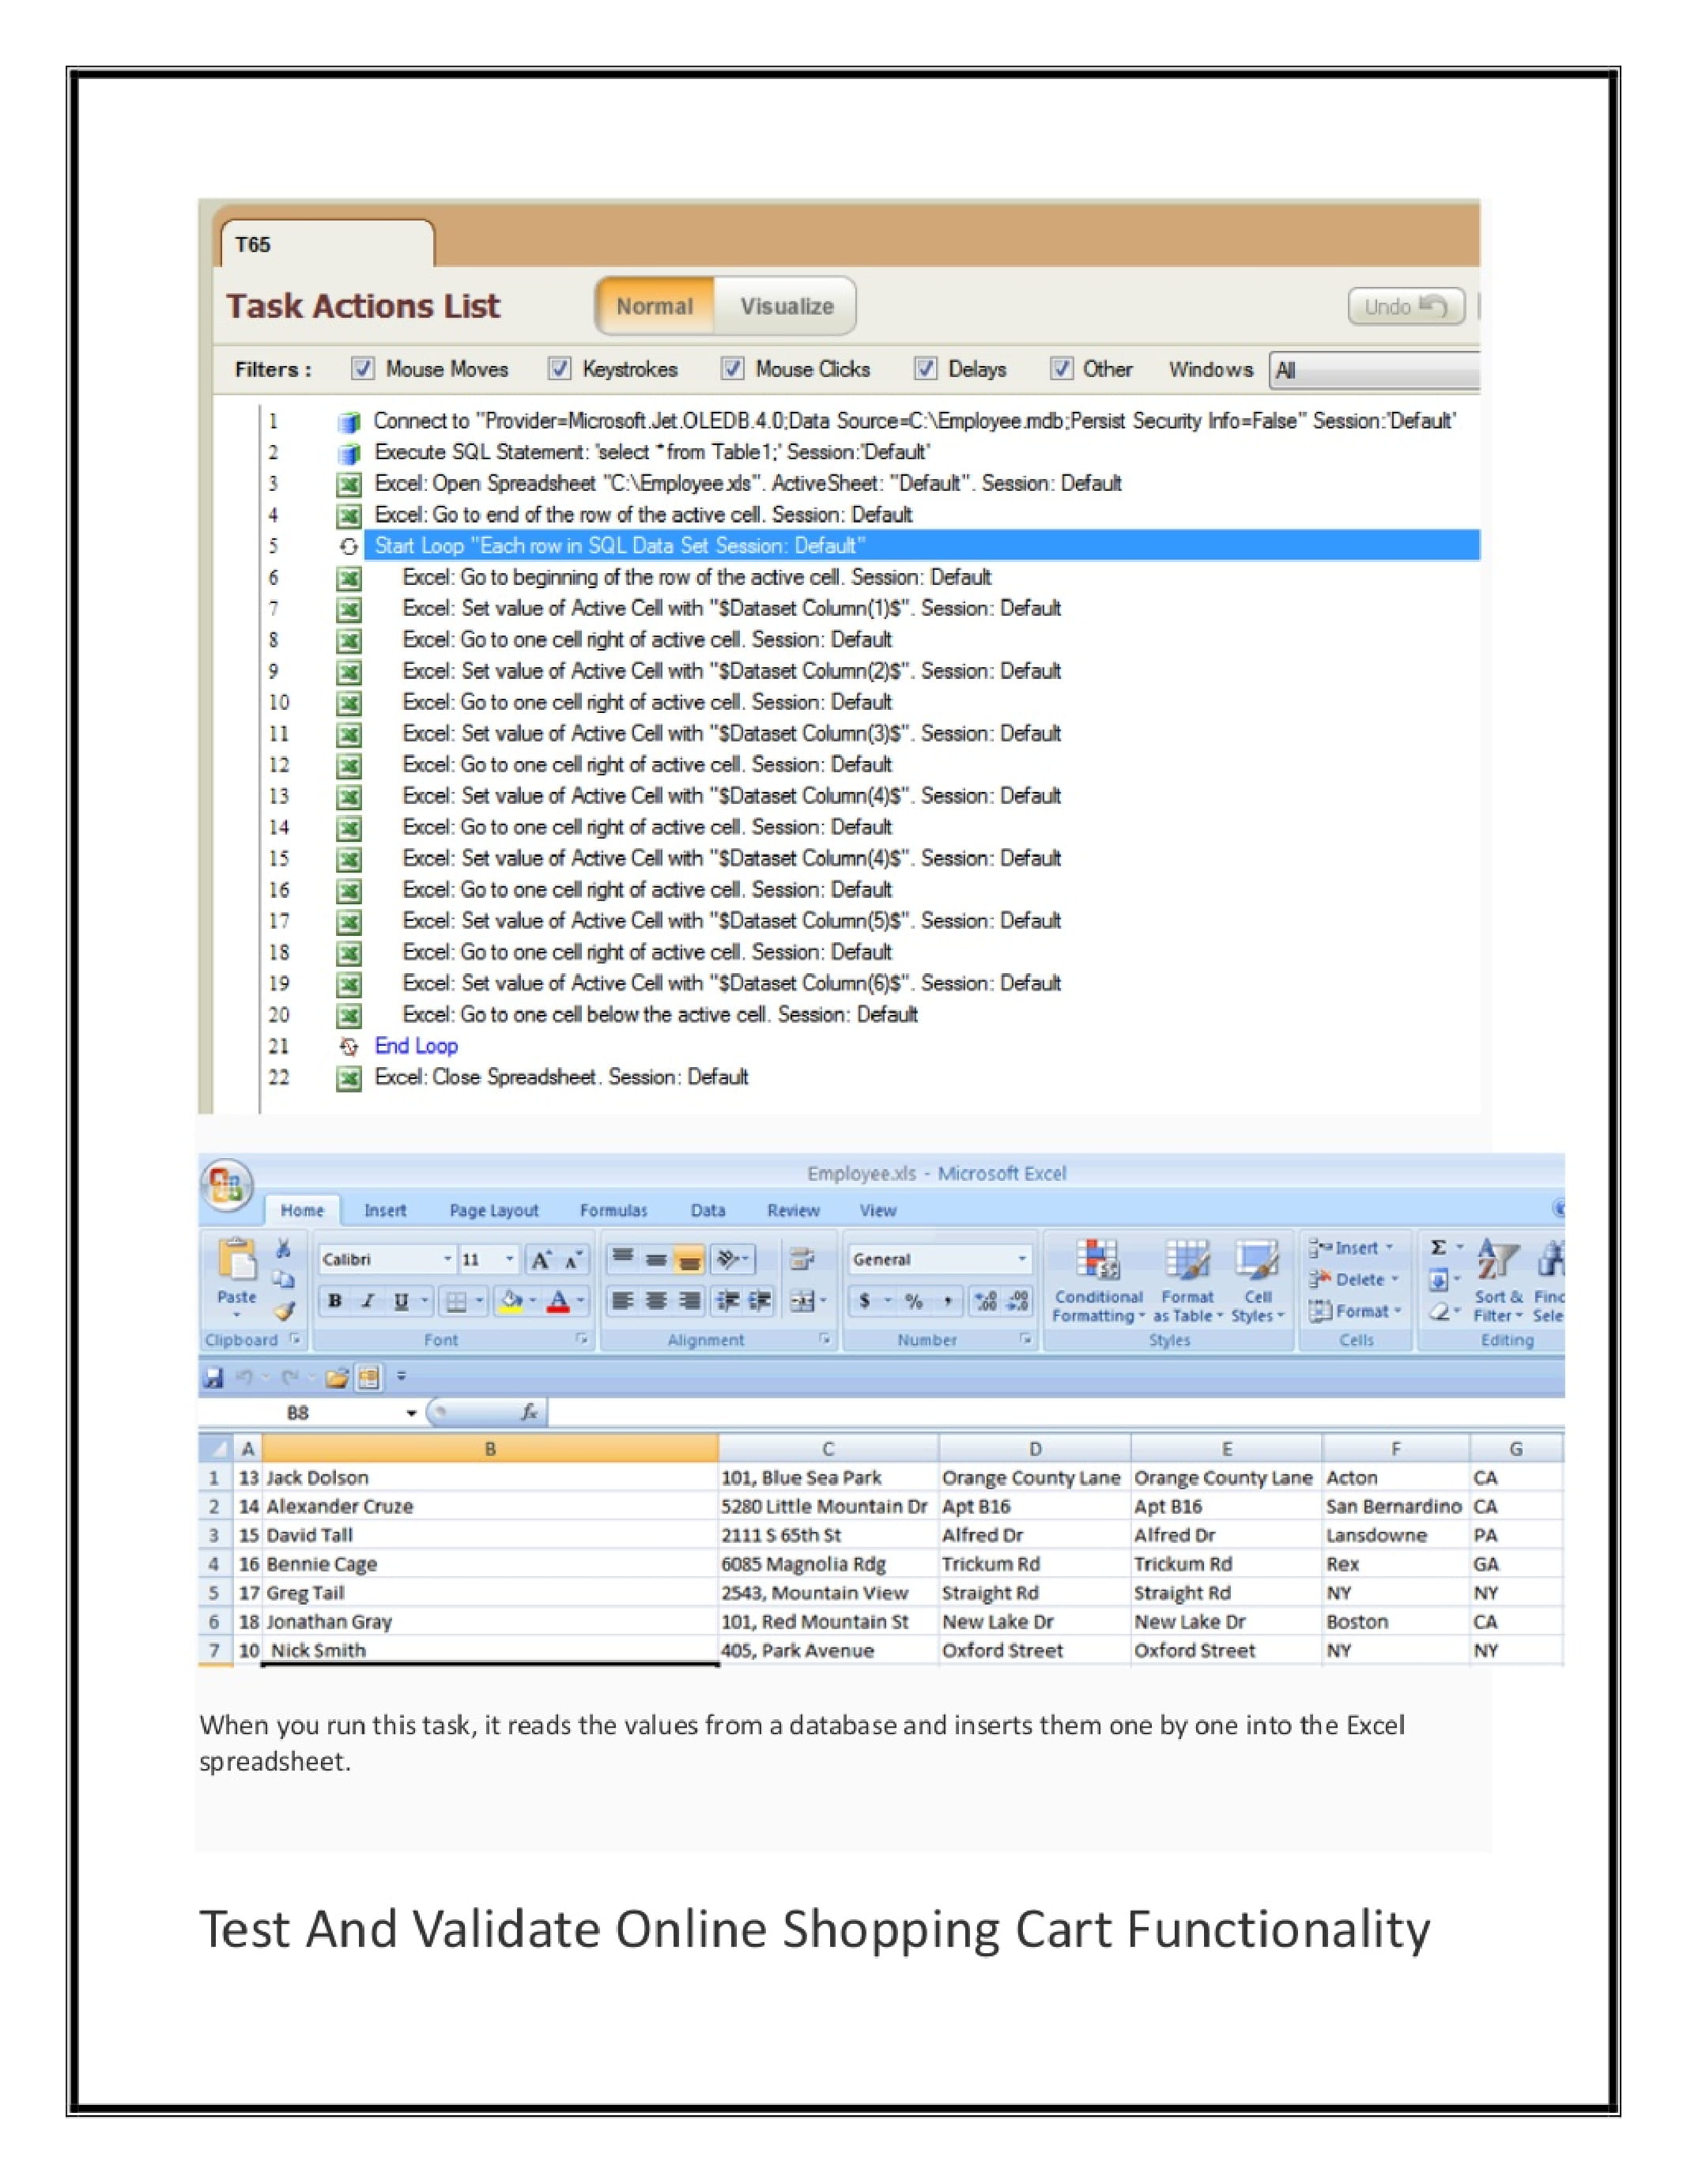 T65
Task Actions List Normal Visualize Undo
Filters : Mouse Moves Keystrokes Mouse Clicks Delays Other Windows All
1 Connect to "Provider=Microsoft.Jet.OLEDB.4.0;Data Source=C:\Employee.mdb;Persist Security Info=False" Session:'Default'
2 Execute SQL Statement: 'select * from Table1;' Session:'Default'
3 Excel: Open Spreadsheet "C:\Employee.xls". ActiveSheet: "Default". Session: Default
4 Excel: Go to end of the row of the active cell. Session: Default
5 Start Loop "Each row in SQL Data Set Session: Default"
6 Excel: Go to beginning of the row of the active cell. Session: Default
7 Excel: Set value of Active Cell with "$Dataset Column(1)$". Session: Default
8 Excel: Go to one cell right of active cell. Session: Default
9 Excel: Set value of Active Cell with "$Dataset Column(2)$". Session: Default
10 Excel: Go to one cell right of active cell. Session: Default
11 Excel: Set value of Active Cell with "$Dataset Column(3)$". Session: Default
12 Excel: Go to one cell right of active cell. Session: Default
13 Excel: Set value of Active Cell with "$Dataset Column(4)$". Session: Default
14 Excel: Go to one cell right of active cell. Session: Default
15 Excel: Set value of Active Cell with "$Dataset Column(4)$". Session: Default
16 Excel: Go to one cell right of active cell. Session: Default
17 Excel: Set value of Active Cell with "$Dataset Column(5)$". Session: Default
18 Excel: Go to one cell right of active cell. Session: Default
19 Excel: Set value of Active Cell with "$Dataset Column(6)$". Session: Default
20 Excel: Go to one cell below the active cell. Session: Default
21 End Loop
22 Excel: Close Spreadsheet. Session: Default
Employee.xls - Microsoft Excel
Home Insert Page Layout Formulas Data Review View
Calibri 11 A A General Insert Σ
Paste B I U A $ % , .00 .0 Conditional Format Cell Delete Sort & Find
Formatting as Table Styles Format Filter Sele
Clipboard Font Alignment Number Styles Cells Editing
B8 fx
A B C D E F G
1 13 Jack Dolson 101, Blue Sea Park Orange County Lane Orange County Lane Acton CA
2 14 Alexander Cruze 5280 Little Mountain Dr Apt B16 Apt B16 San Bernardino CA
3 15 David Tall 2111 S 65th St Alfred Dr Alfred Dr Lansdowne PA
4 16 Bennie Cage 6085 Magnolia Rdg Trickum Rd Trickum Rd Rex GA
5 17 Greg Tail 2543, Mountain View Straight Rd Straight Rd NY NY
6 18 Jonathan Gray 101, Red Mountain St New Lake Dr New Lake Dr Boston CA
7 10 Nick Smith 405, Park Avenue Oxford Street Oxford Street NY NY
When you run this task, it reads the values from a database and inserts them one by one into the Excel
spreadsheet.
Test And Validate Online Shopping Cart Functionality